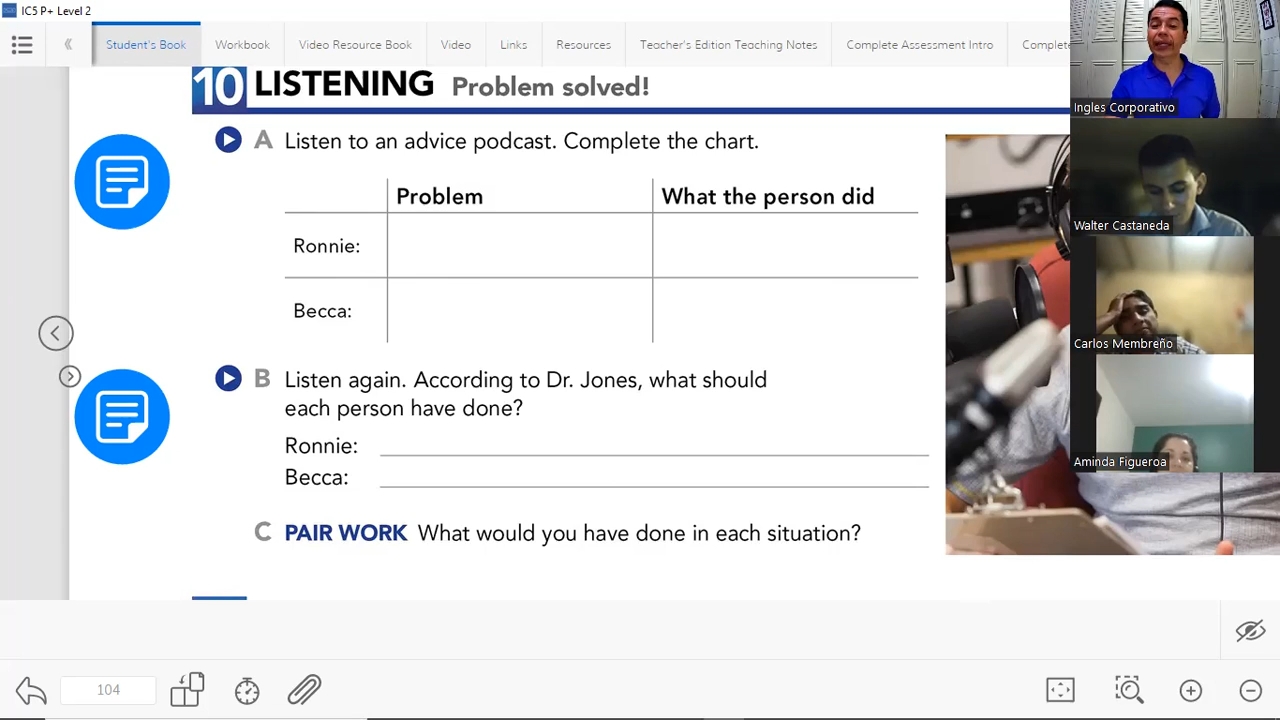 IC5 P+ Level 2
Student's Book Workbook Video Resource Book Video Links Resources Teacher's Edition Teaching Notes Complete Assessment Intro Complete
10 LISTENING Problem solved!
A Listen to an advice podcast. Complete the chart.
Problem What the person did
Ronnie:
Becca:
B Listen again. According to Dr. Jones, what should
each person have done?
Ronnie:
Becca:
C PAIR WORK What would you have done in each situation?
104
Ingles Corporativo
Walter Castaneda
Carlos Membreño
Aminda Figueroa